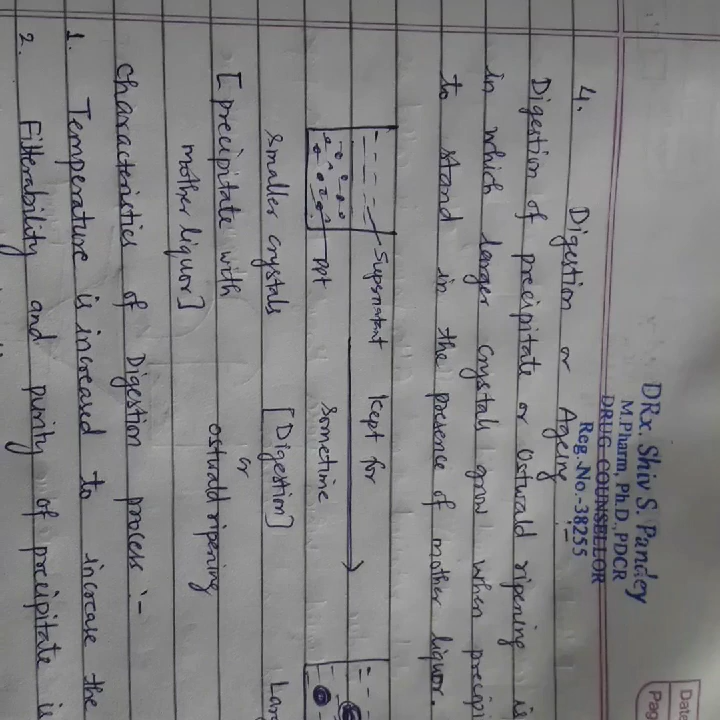 DRx. Shiv S. Pandey
M.Pharm, Ph.D., PDCR
DRUG COUNSELLOR
Reg. No.-38255
Date
Pag
4. Digestion or Ageing :-
Digestion of precipitate or Ostwald ripening is
in which larger crystals grow when precipi
to stand in the presence of mother liquor.
Supernatant
Kept for
ppt
sometime
smaller crystals
[Digestion]
Larg
or
[precipitate with
mother liquor]
ostwald ripening
Characteristics of Digestion process :-
1. Temperature is increased to increase the
2. Filterability and purity of precipitate is